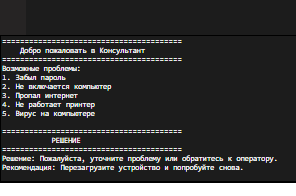 ========================================
Добро пожаловать в Консультант
========================================
Возможные проблемы:
1. Забыл пароль
2. Не включается компьютер
3. Пропал интернет
4. Не работает принтер
5. Вирус на компьютере
========================================
РЕШЕНИЕ
========================================
Решение: Пожалуйста, уточните проблему или обратитесь к оператору.
Рекомендация: Перезагрузите устройство и попробуйте снова.